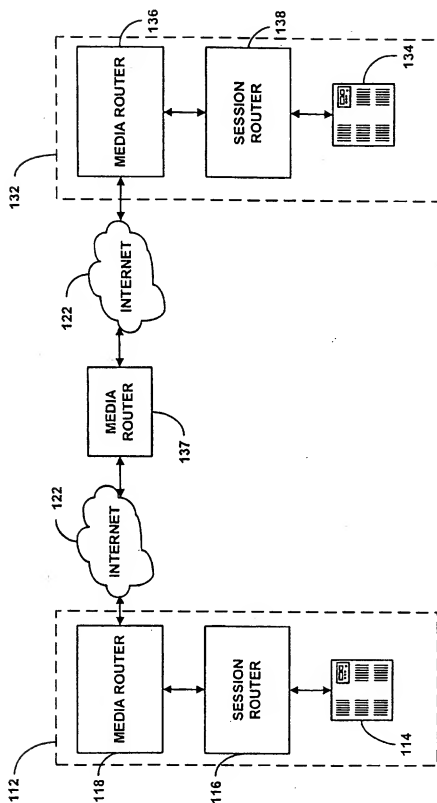 136
138
MEDIA ROUTER
SESSION
ROUTER
134
132
122
INTERNET
MEDIA
ROUTER
137
122
INTERNET
112
MEDIA ROUTER
SESSION
ROUTER
118
116
114